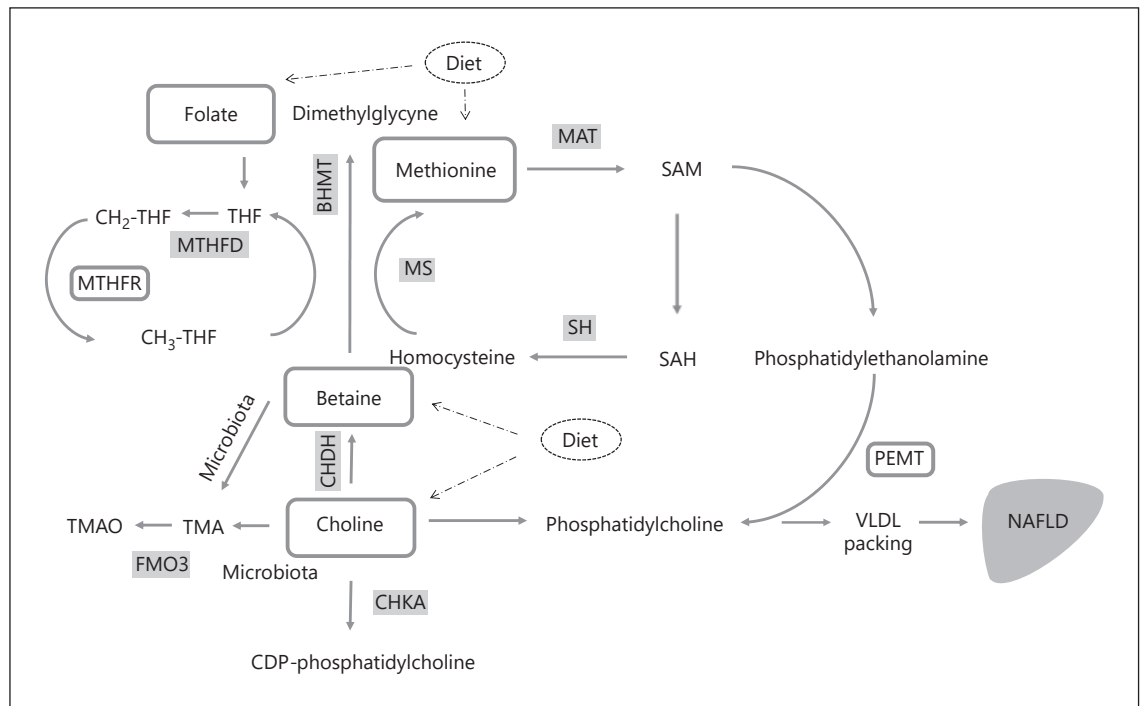 Diet
Folate
Dimethylglycyne
Methionine
MAT
SAM
BHMT
CH2-THF
THF
MTHFD
MS
MTHFR
CH3-THF
SH
Homocysteine
SAH
Phosphatidylethanolamine
Betaine
Microbiota
CHDH
Diet
PEMT
TMAO
TMA
Choline
Phosphatidylcholine
VLDL
packing
NAFLD
FMO3
Microbiota
CHKA
CDP-phosphatidylcholine